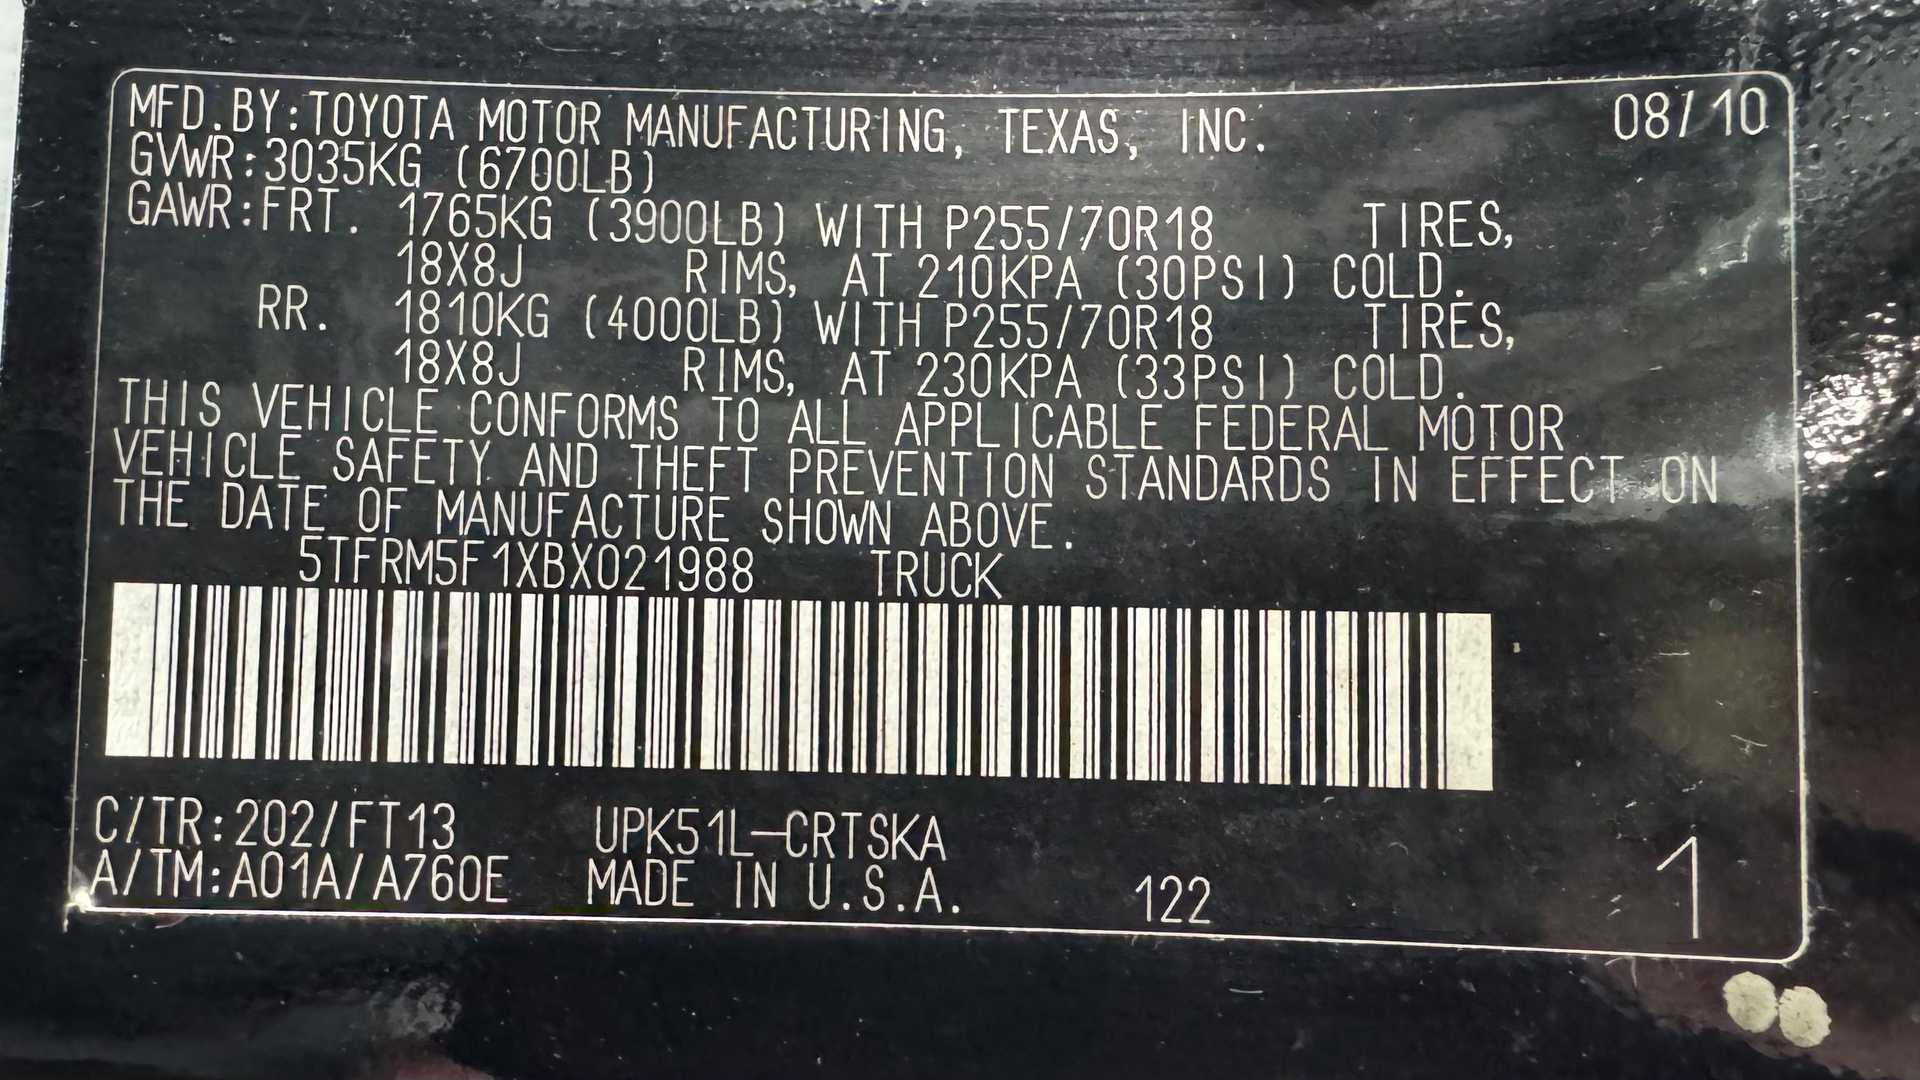 MFD.BY:TOYOTA MOTOR MANUFACTURING, TEXAS, INC. 08/10
GVWR:3035KG (6700LB)
GAWR:FRT. 1765KG (3900LB) WITH P255/70R18 TIRES,
18X8J RIMS, AT 210KPA (30PSI) COLD.
RR. 1810KG (4000LB) WITH P255/70R18 TIRES,
18X8J RIMS, AT 230KPA (33PSI) COLD.
THIS VEHICLE CONFORMS TO ALL APPLICABLE FEDERAL MOTOR
VEHICLE SAFETY AND THEFT PREVENTION STANDARDS IN EFFECT ON
THE DATE OF MANUFACTURE SHOWN ABOVE.
5TFRM5F1XBX021988 TRUCK
C/TR:202/FT13 UPK51L-CRTSKA
A/TM:A01A/A760E MADE IN U.S.A. 122 1